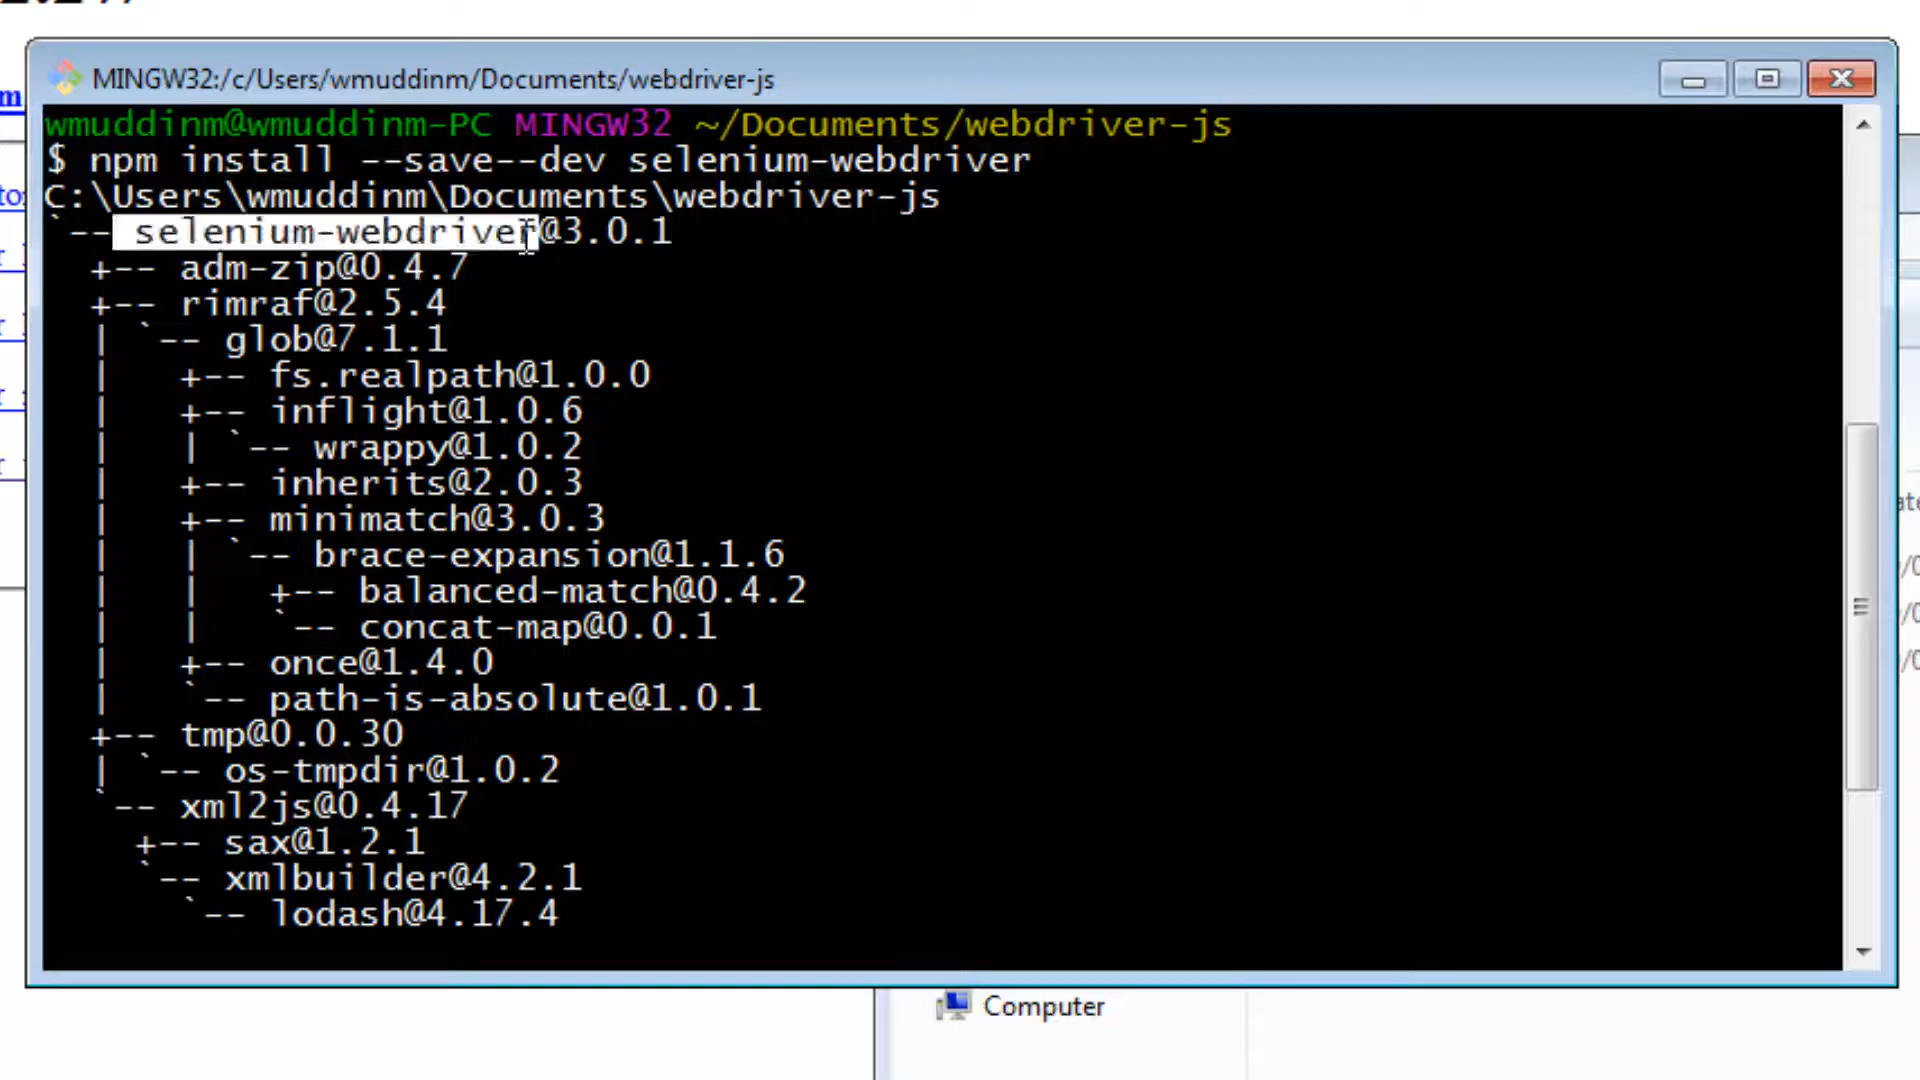 MINGW32:/c/Users/wmuddinm/Documents/webdriver-js
wmuddinm@wmuddinm-PC MINGW32 ~/Documents/webdriver-js
$ npm install --save--dev selenium-webdriver
C:\Users\wmuddinm\Documents\webdriver-js
`-- selenium-webdriver@3.0.1
  +-- adm-zip@0.4.7
  +-- rimraf@2.5.4
  | `-- glob@7.1.1
  |   +-- fs.realpath@1.0.0
  |   +-- inflight@1.0.6
  |   | `-- wrappy@1.0.2
  |   +-- inherits@2.0.3
  |   +-- minimatch@3.0.3
  |   | `-- brace-expansion@1.1.6
  |   |   +-- balanced-match@0.4.2
  |   |   `-- concat-map@0.0.1
  |   +-- once@1.4.0
  |   `-- path-is-absolute@1.0.1
  +-- tmp@0.0.30
  | `-- os-tmpdir@1.0.2
  `-- xml2js@0.4.17
    +-- sax@1.2.1
    `-- xmlbuilder@4.2.1
      `-- lodash@4.17.4
Computer